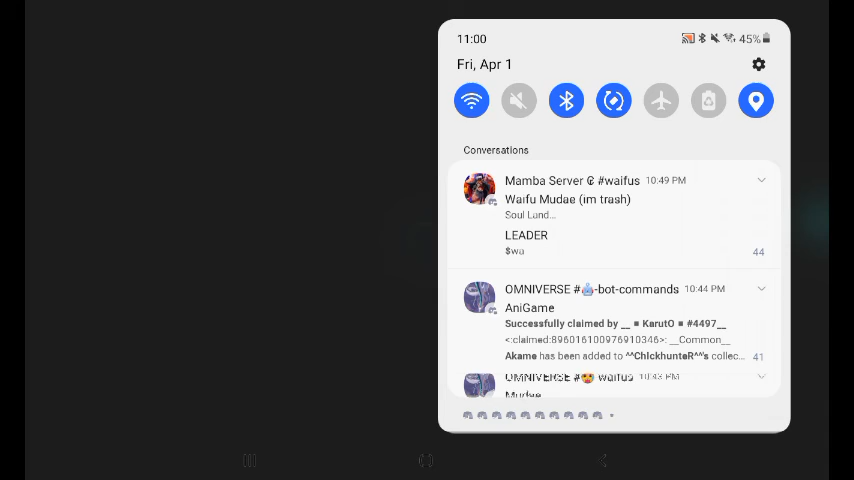 11:00
45%
Fri, Apr 1
Conversations
Mamba Server ₢ #waifus 10:49 PM
Waifu Mudae (im trash)
Soul Land...
LEADER
$wa
44
OMNIVERSE #🤖-bot-commands 10:44 PM
AniGame
Successfully claimed by __ ◾ KarutO ◾ #4497__
<:claimed:896016100976910346>: __Common__
Akame has been added to ^^ChIckhunteR^^'s collec... 41
OMNIVERSE #🥵 waifus 10:43 PM
Mudae